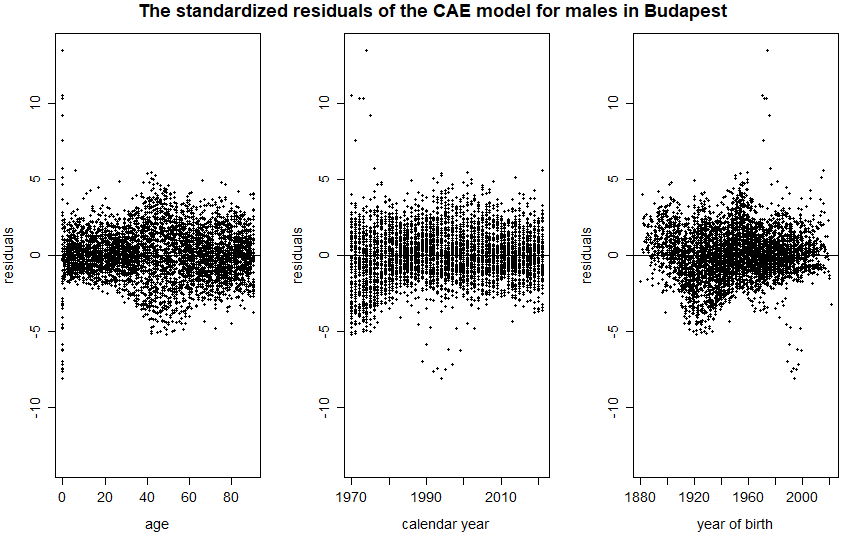 The standardized residuals of the CAE model for males in Budapest
residuals
10
5
0
-5
-10
0 20 40 60 80
age
residuals
10
5
0
-5
-10
1970 1990 2010
calendar year
residuals
10
5
0
-5
-10
1880 1920 1960 2000
year of birth